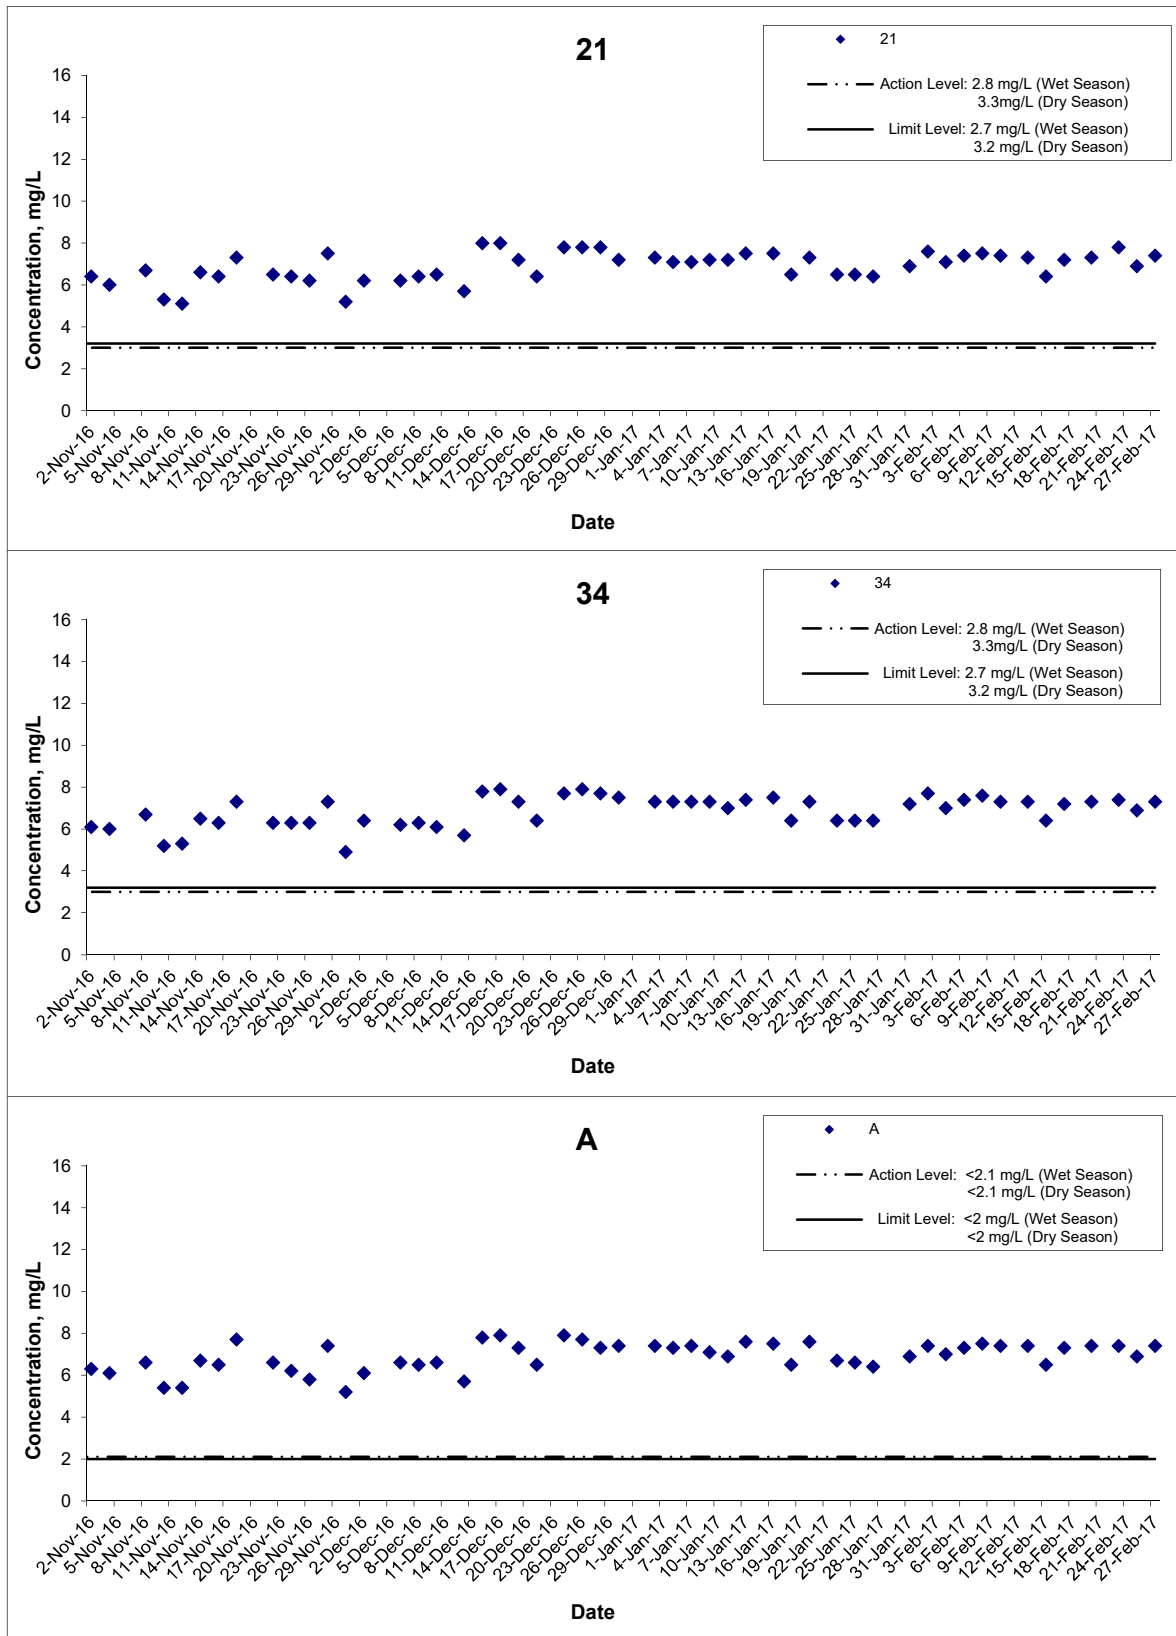 21
21
Action Level: 2.8 mg/L (Wet Season)
3.3mg/L (Dry Season)
Limit Level: 2.7 mg/L (Wet Season)
3.2 mg/L (Dry Season)
Concentration, mg/L
16
14
12
10
8
6
4
2
0
2-Nov-16
5-Nov-16
8-Nov-16
11-Nov-16
14-Nov-16
17-Nov-16
20-Nov-16
23-Nov-16
26-Nov-16
29-Nov-16
2-Dec-16
5-Dec-16
8-Dec-16
11-Dec-16
14-Dec-16
17-Dec-16
20-Dec-16
23-Dec-16
26-Dec-16
29-Dec-16
1-Jan-17
4-Jan-17
7-Jan-17
10-Jan-17
13-Jan-17
16-Jan-17
19-Jan-17
22-Jan-17
25-Jan-17
28-Jan-17
31-Jan-17
3-Feb-17
6-Feb-17
9-Feb-17
12-Feb-17
15-Feb-17
18-Feb-17
21-Feb-17
24-Feb-17
27-Feb-17
Date
34
34
Action Level: 2.8 mg/L (Wet Season)
3.3mg/L (Dry Season)
Limit Level: 2.7 mg/L (Wet Season)
3.2 mg/L (Dry Season)
Concentration, mg/L
16
14
12
10
8
6
4
2
0
2-Nov-16
5-Nov-16
8-Nov-16
11-Nov-16
14-Nov-16
17-Nov-16
20-Nov-16
23-Nov-16
26-Nov-16
29-Nov-16
2-Dec-16
5-Dec-16
8-Dec-16
11-Dec-16
14-Dec-16
17-Dec-16
20-Dec-16
23-Dec-16
26-Dec-16
29-Dec-16
1-Jan-17
4-Jan-17
7-Jan-17
10-Jan-17
13-Jan-17
16-Jan-17
19-Jan-17
22-Jan-17
25-Jan-17
28-Jan-17
31-Jan-17
3-Feb-17
6-Feb-17
9-Feb-17
12-Feb-17
15-Feb-17
18-Feb-17
21-Feb-17
24-Feb-17
27-Feb-17
Date
A
A
Action Level: <2.1 mg/L (Wet Season)
<2.1 mg/L (Dry Season)
Limit Level: <2 mg/L (Wet Season)
<2 mg/L (Dry Season)
Concentration, mg/L
16
14
12
10
8
6
4
2
0
2-Nov-16
5-Nov-16
8-Nov-16
11-Nov-16
14-Nov-16
17-Nov-16
20-Nov-16
23-Nov-16
26-Nov-16
29-Nov-16
2-Dec-16
5-Dec-16
8-Dec-16
11-Dec-16
14-Dec-16
17-Dec-16
20-Dec-16
23-Dec-16
26-Dec-16
29-Dec-16
1-Jan-17
4-Jan-17
7-Jan-17
10-Jan-17
13-Jan-17
16-Jan-17
19-Jan-17
22-Jan-17
25-Jan-17
28-Jan-17
31-Jan-17
3-Feb-17
6-Feb-17
9-Feb-17
12-Feb-17
15-Feb-17
18-Feb-17
21-Feb-17
24-Feb-17
27-Feb-17
Date